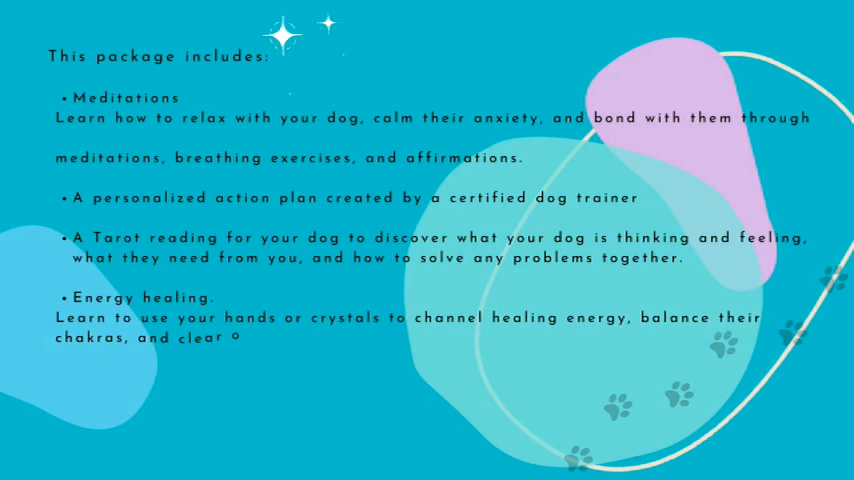 This package includes:
• Meditations
Learn how to relax with your dog, calm their anxiety, and bond with them through
meditations, breathing exercises, and affirmations.
• A personalized action plan created by a certified dog trainer
• A Tarot reading for your dog to discover what your dog is thinking and feeling,
what they need from you, and how to solve any problems together.
• Energy healing.
Learn to use your hands or crystals to channel healing energy, balance their
chakras, and clear o